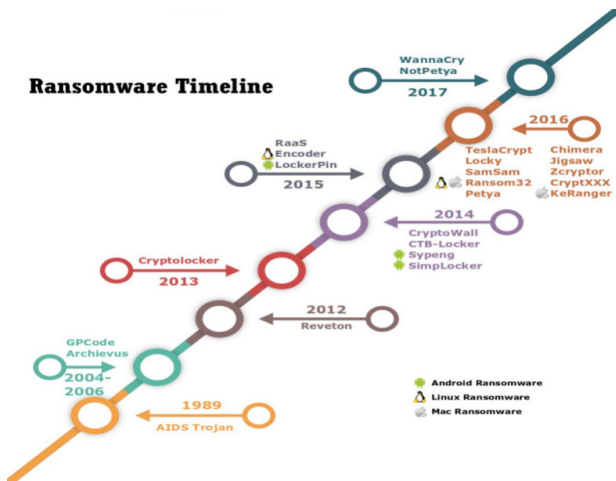 Ransomware Timeline
WannaCry
NotPetya
2017
2016
TeslaCrypt
Locky
SamSam
Ransom32
Petya
Chimera
Jigsaw
Zcryptor
CryptXXX
KeRanger
RaaS
Encoder
LockerPin
2015
2014
CryptoWall
CTB-Locker
Sypeng
SimpLocker
Cryptolocker
2013
2012
Reveton
GPCode
Archievus
2004-
2006
1989
AIDS Trojan
Android Ransomware
Linux Ransomware
Mac Ransomware